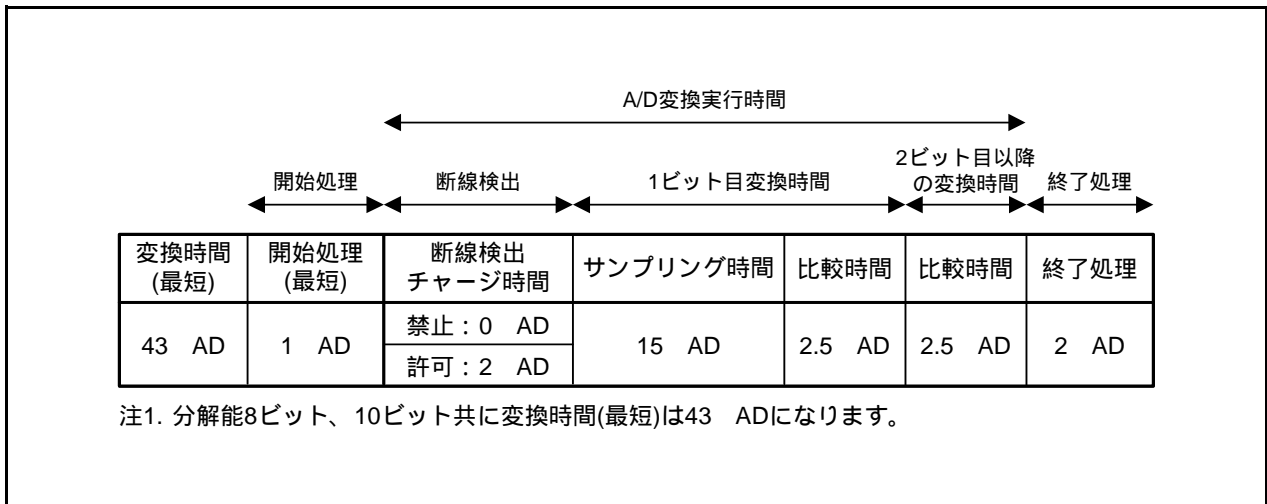 A/D変換実行時間
開始処理
断線検出
1ビット目変換時間
2ビット目以降
の変換時間
終了処理
変換時間
(最短)
開始処理
(最短)
断線検出
チャージ時間
サンプリング時間
比較時間
比較時間
終了処理
43 AD
1 AD
禁止：0 AD
許可：2 AD
15 AD
2.5 AD
2.5 AD
2 AD
注1. 分解能8ビット、10ビット共に変換時間(最短)は43 ADになります。